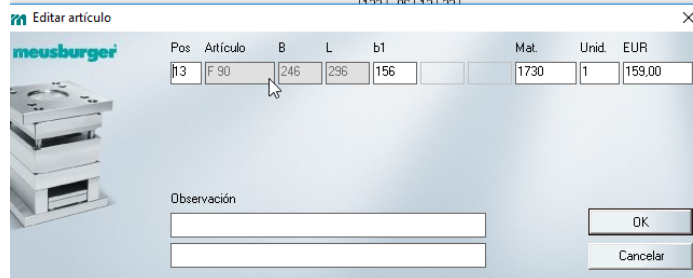 Editar artículo
meusburger
Pos Artículo B L b1 Mat. Unid. EUR
13 F 90 246 296 156 1730 1 159,00
Observación
OK
Cancelar